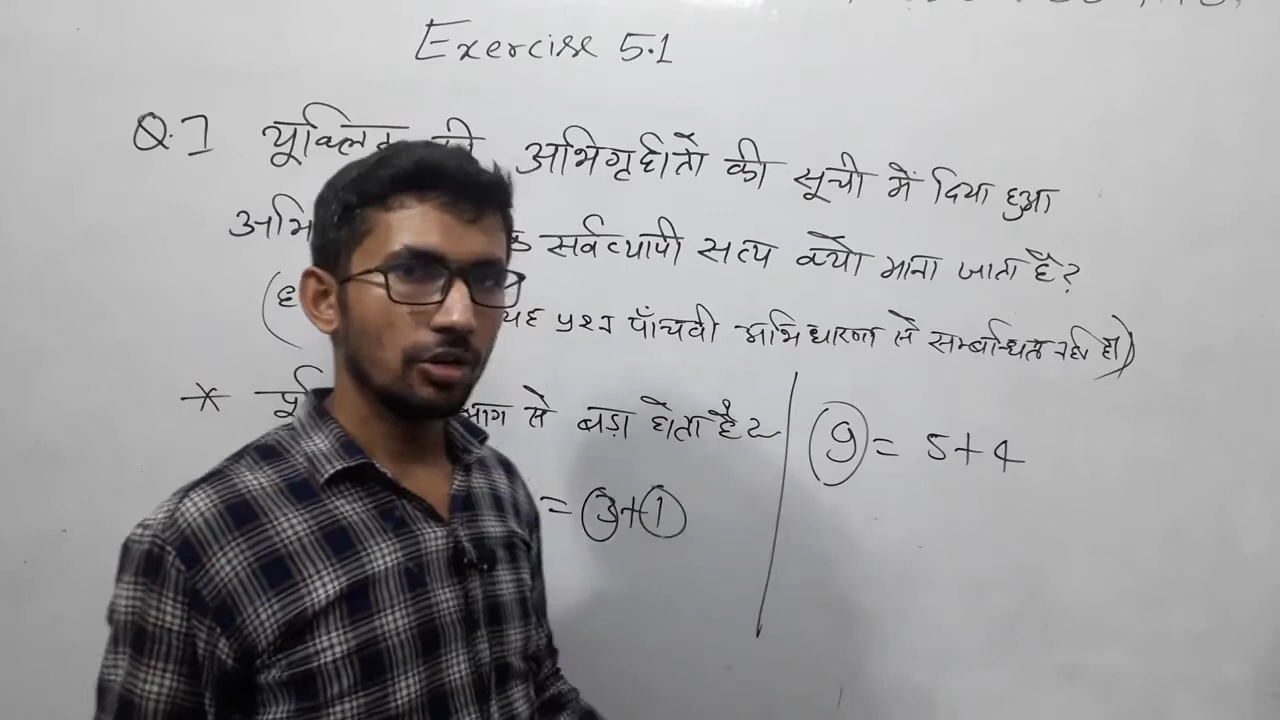 Exercise 5.1
Q.1 यूक्लिड की अभिगृहीतों की सूची में दिया हुआ
अभि सर्वव्यापी सत्य क्यों माना जाता है?
यह प्रश्न पाँचवी अभिधारणा से सम्बन्धित नहीं है)
* भाग से बड़ा होता है
9 = 5+4
= 3+1